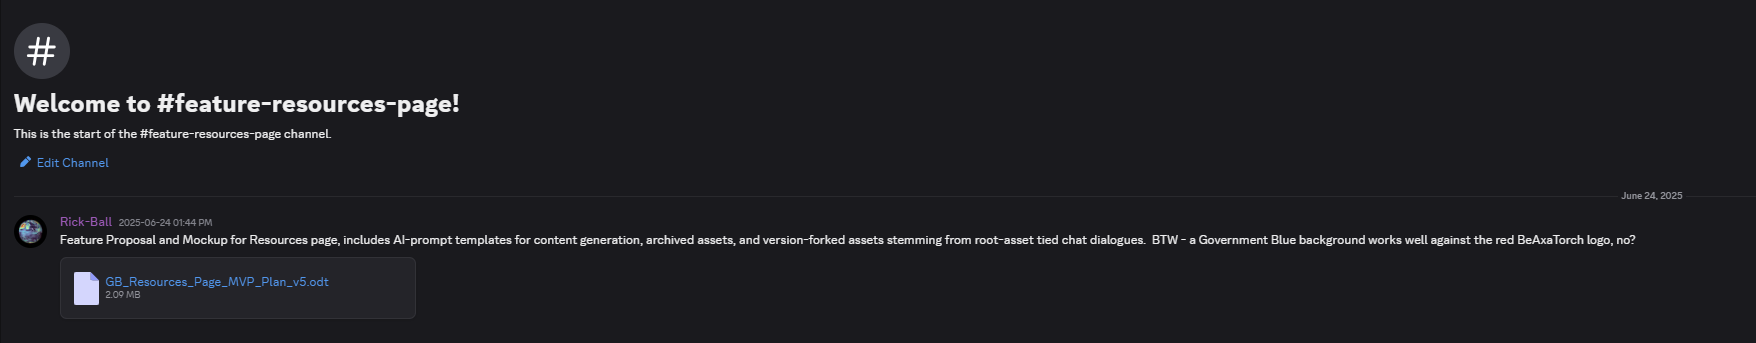 Welcome to #feature-resources-page!
This is the start of the #feature-resources-page channel.
Edit Channel
June 24, 2025
Rick-Ball 2025-06-24 01:44 PM
Feature Proposal and Mockup for Resources page, includes AI-prompt templates for content generation, archived assets, and version-forked assets stemming from root-asset tied chat dialogues.  BTW - a Government Blue background works well against the red BeAxaTorch logo, no?
GB_Resources_Page_MVP_Plan_v5.odt
2.09 MB